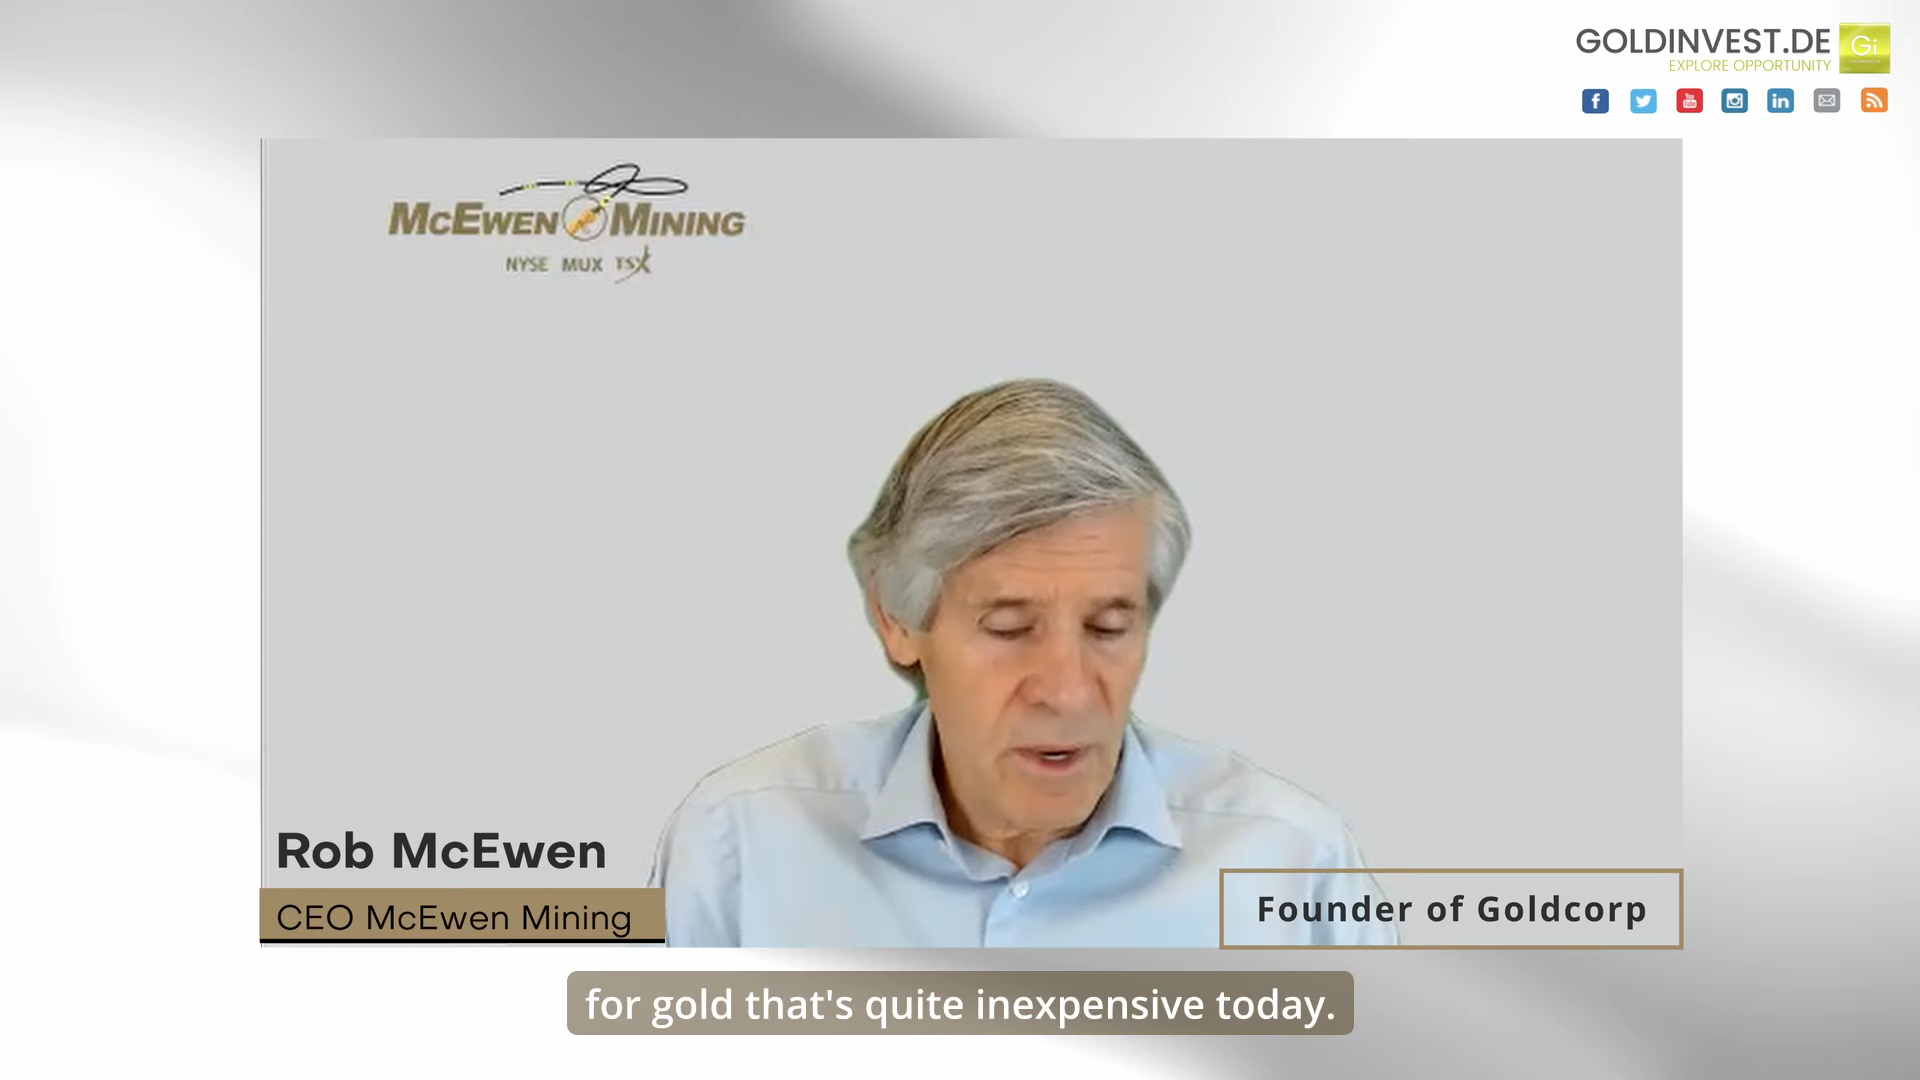 GOLDINVEST.DE
EXPLORE OPPORTUNITY
Gi
McEWEN MINING
NYSE MUX TSX
Rob McEwen
CEO McEwen Mining
Founder of Goldcorp
for gold that's quite inexpensive today.